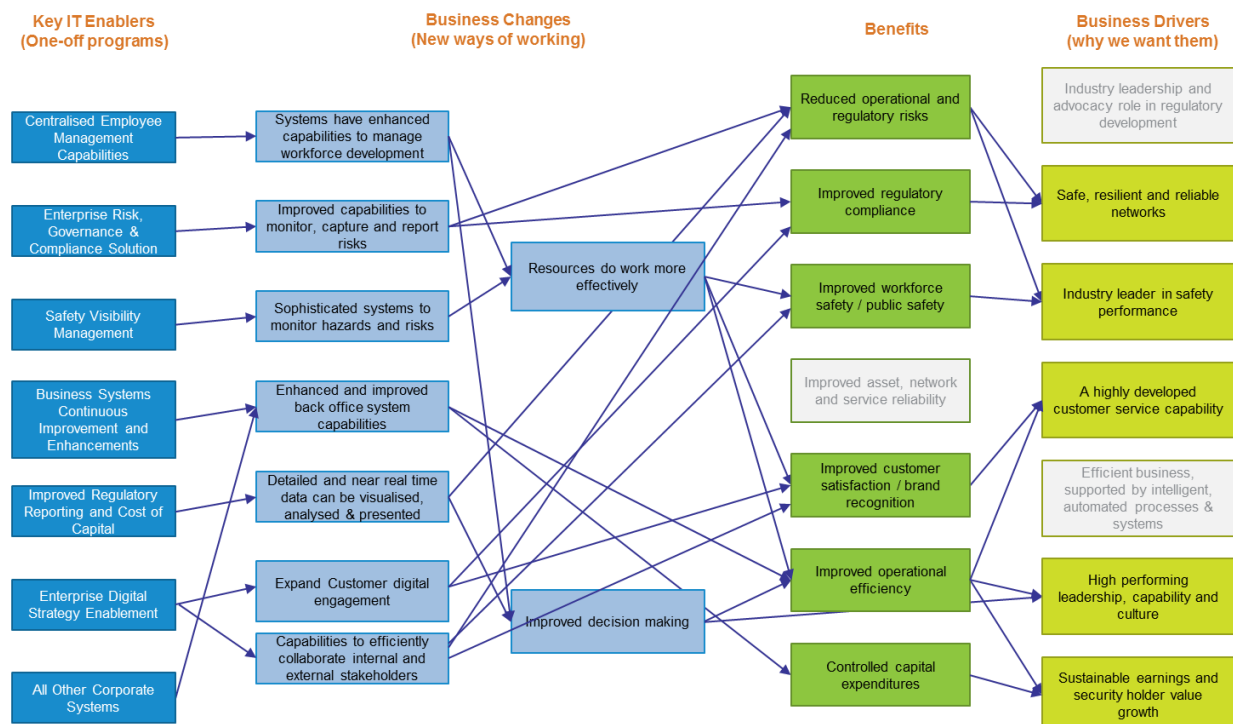 Key IT Enablers
(One-off programs)
Business Changes
(New ways of working)
Benefits
Business Drivers
(why we want them)
Centralised Employee
Management
Capabilities
Enterprise Risk,
Governance &
Compliance Solution
Safety Visibility
Management
Business Systems
Continuous
Improvement and
Enhancements
Improved Regulatory
Reporting and Cost of
Capital
Enterprise Digital
Strategy Enablement
All Other Corporate
Systems
Systems have enhanced
capabilities to manage
workforce development
Improved capabilities to
monitor, capture and report
risks
Sophisticated systems to
monitor hazards and risks
Enhanced and improved
back office system
capabilities
Detailed and near real time
data can be visualised,
analysed & presented
Expand Customer digital
engagement
Capabilities to efficiently
collaborate internal and
external stakeholders
Resources do work more
effectively
Improved decision making
Reduced operational and
regulatory risks
Improved regulatory
compliance
Improved workforce
safety / public safety
Improved asset, network
and service reliability
Improved customer
satisfaction / brand
recognition
Improved operational
efficiency
Controlled capital
expenditures
Industry leadership and
advocacy role in regulatory
development
Safe, resilient and reliable
networks
Industry leader in safety
performance
A highly developed
customer service capability
Efficient business,
supported by intelligent,
automated processes &
systems
High performing
leadership, capability and
culture
Sustainable earnings and
security holder value
growth